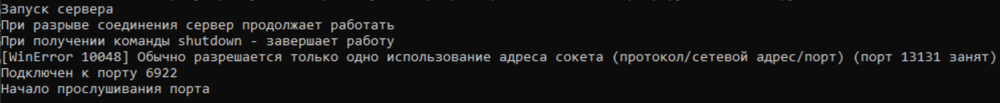 Запуск сервера
При разрыве соединения сервер продолжает работать
При получении команды shutdown - завершает работу
[WinError 10048] Обычно разрешается только одно использование адреса сокета (протокол/сетевой адрес/порт) (порт 13131 занят)
Подключен к порту 6922
Начало прослушивания порта